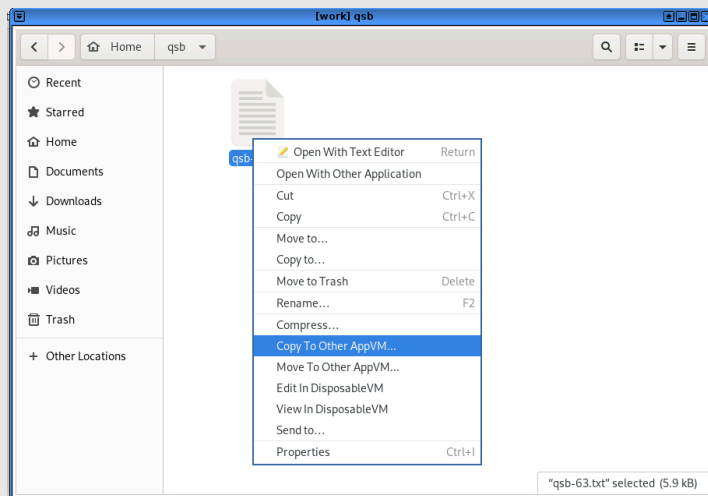 [work] qsb
Home
qsb
Recent
Starred
Home
Documents
Downloads
Music
Pictures
Videos
Trash
Other Locations
qsb-
Open With Text Editor Return
Open With Other Application
Cut Ctrl+X
Copy Ctrl+C
Move to…
Copy to…
Move to Trash Delete
Rename… F2
Compress…
Copy To Other AppVM...
Move To Other AppVM...
Edit In DisposableVM
View In DisposableVM
Send to…
Properties Ctrl+I
“qsb-63.txt” selected (5.9 kB)